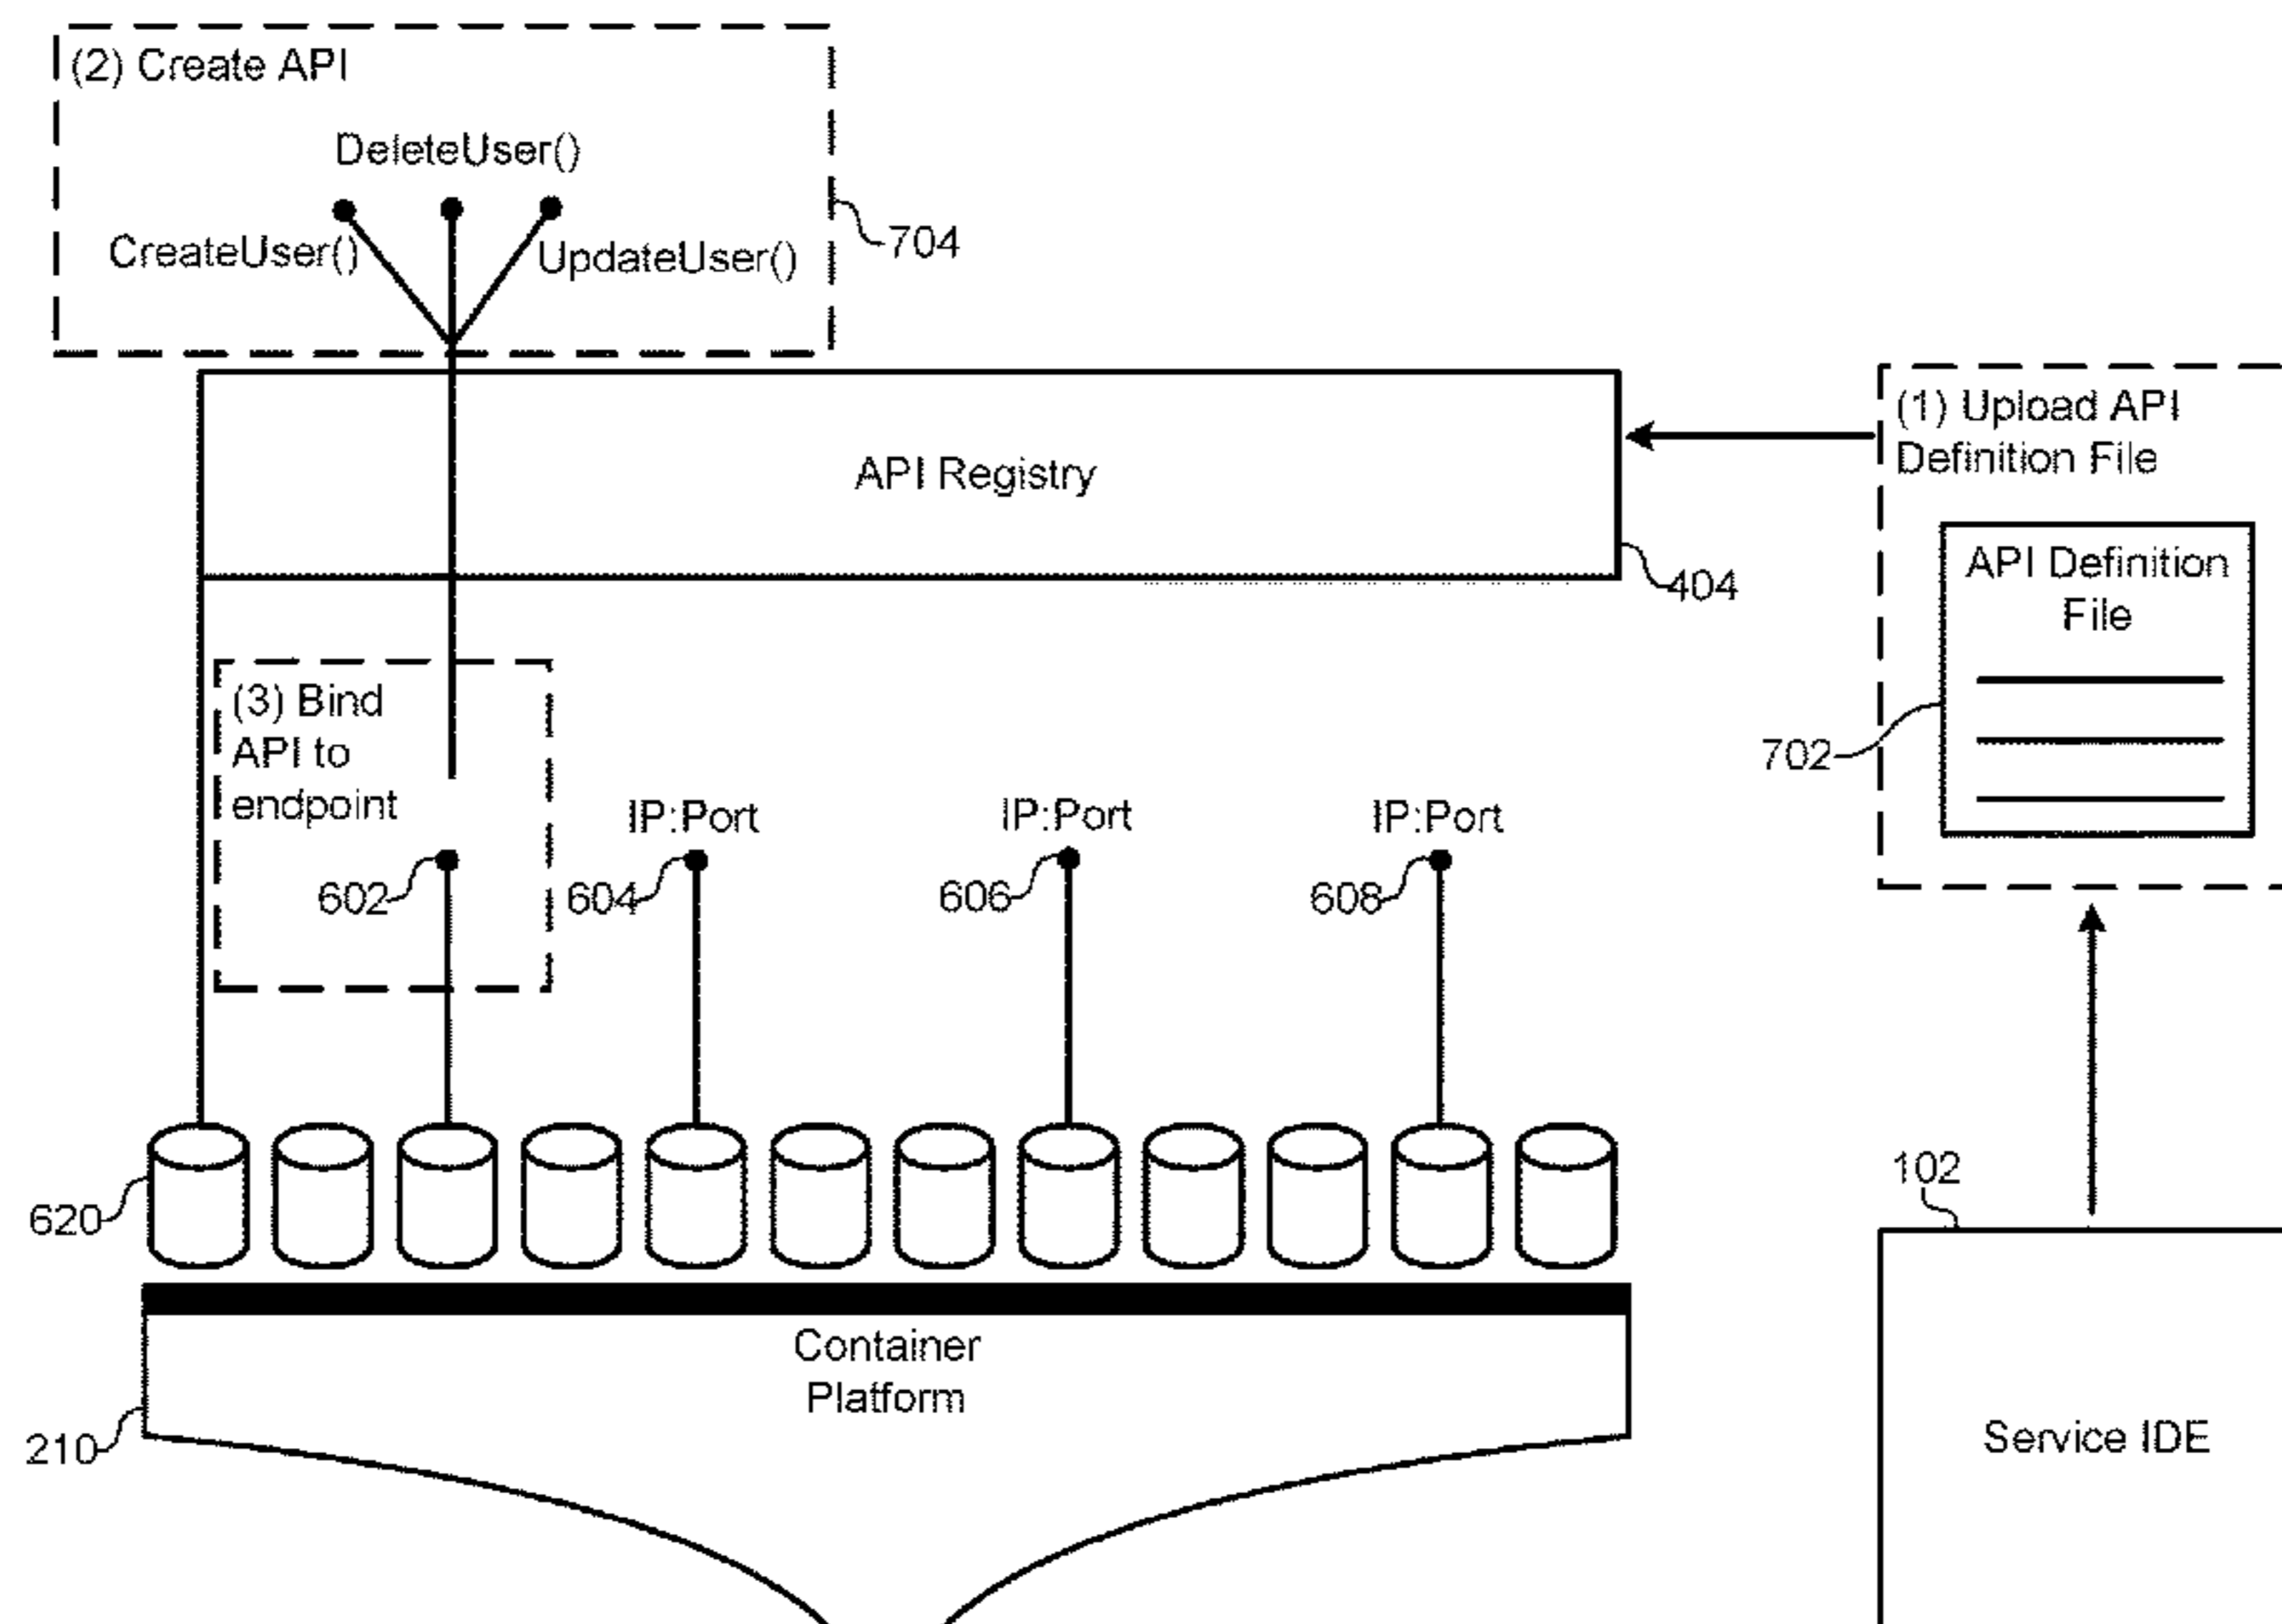 (2) Create API
DeleteUser()
CreateUser()
UpdateUser()
704
(1) Upload API
Definition File
API Registry
404
API Definition
File
702
(3) Bind
API to
endpoint
IP:Port
IP:Port
IP:Port
602
604
606
608
620
102
Container
Platform
210
Service IDE